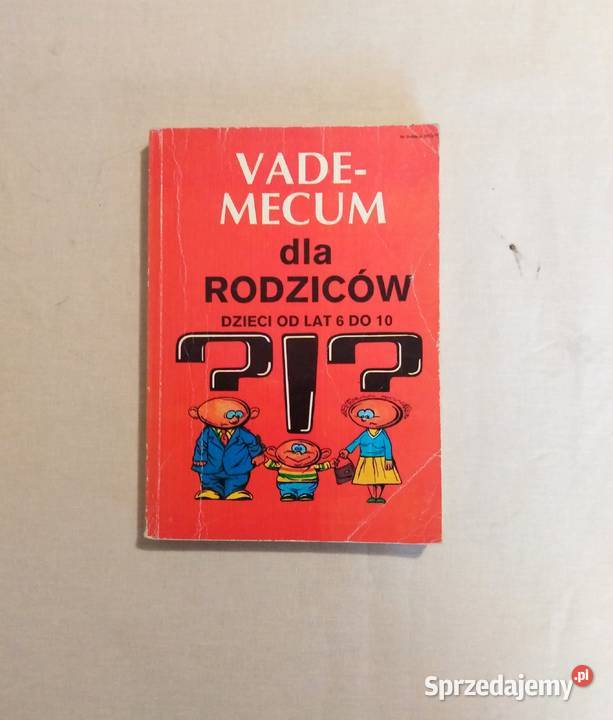 VADE-
MECUM
dla
RODZICÓW
DZIECI OD LAT 6 DO 10
?!?
Sprzedajemy.pl